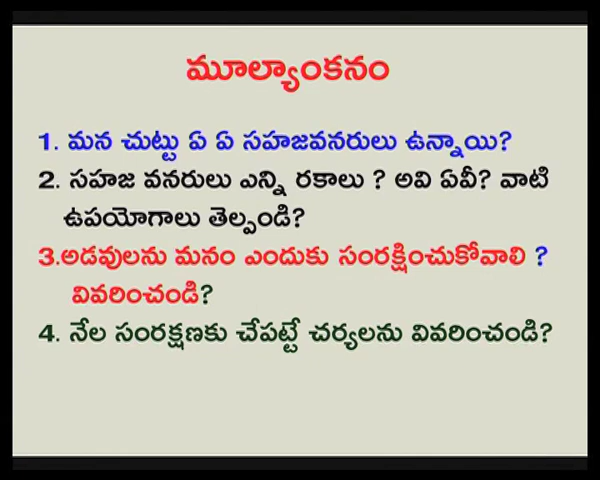 మూల్యాంకనం
1. మన చుట్టు ఏ ఏ సహజవనరులు ఉన్నాయి?
2. సహజ వనరులు ఎన్ని రకాలు ? అవి ఏవీ? వాటి
ఉపయోగాలు తెల్పండి?
3.అడవులను మనం ఎందుకు సంరక్షించుకోవాలి ?
వివరించండి?
4. నేల సంరక్షణకు చేపట్టే చర్యలను వివరించండి?